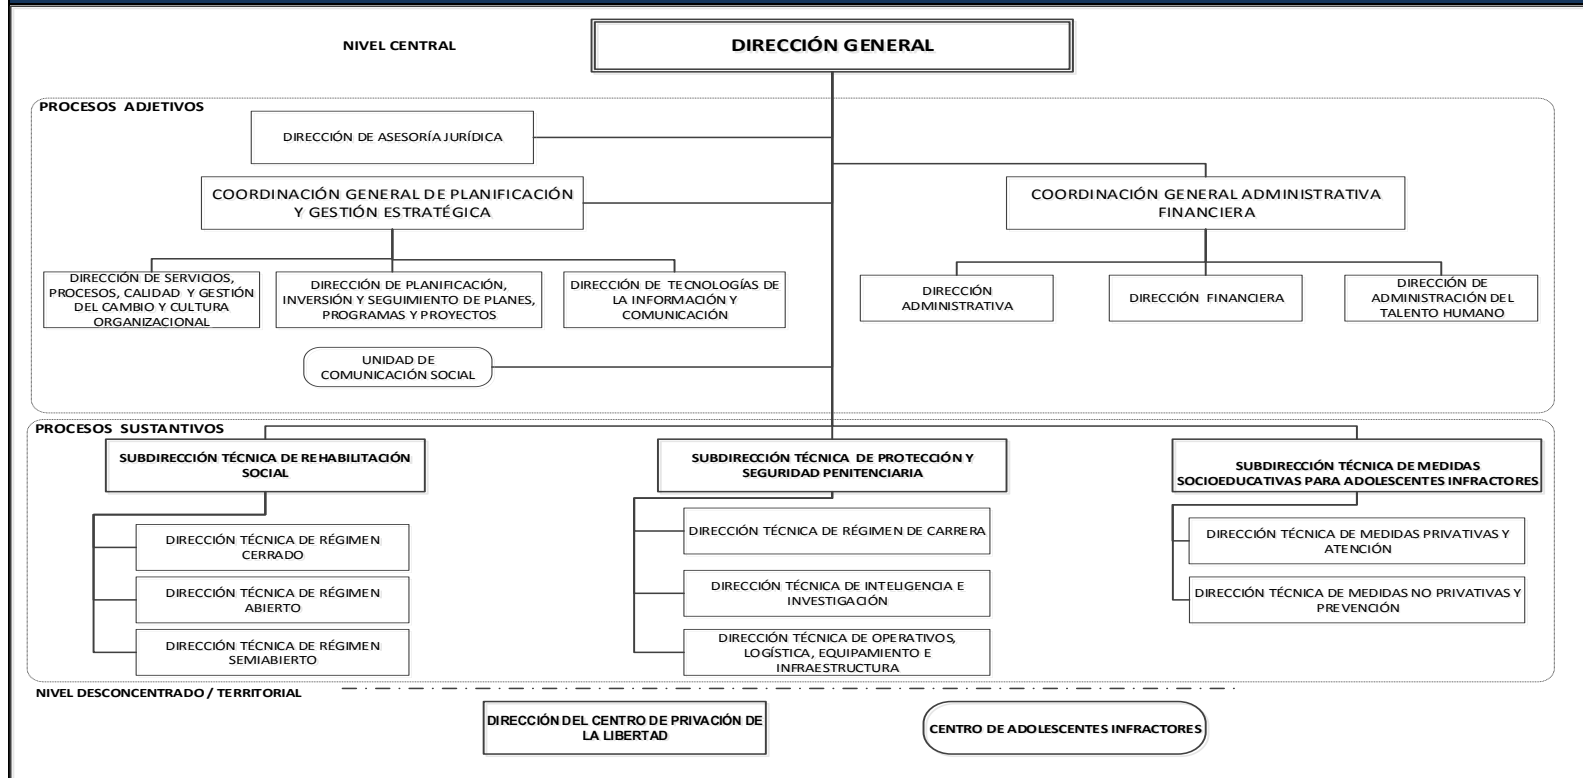 NIVEL CENTRAL
DIRECCIÓN GENERAL
PROCESOS ADJETIVOS
DIRECCIÓN DE ASESORÍA JURÍDICA
COORDINACIÓN GENERAL DE PLANIFICACIÓN
Y GESTIÓN ESTRATÉGICA
COORDINACIÓN GENERAL ADMINISTRATIVA
FINANCIERA
DIRECCIÓN DE SERVICIOS,
PROCESOS, CALIDAD Y GESTIÓN
DEL CAMBIO Y CULTURA
ORGANIZACIONAL
DIRECCIÓN DE PLANIFICACIÓN,
INVERSIÓN Y SEGUIMIENTO DE PLANES,
PROGRAMAS Y PROYECTOS
DIRECCIÓN DE TECNOLOGÍAS DE
LA INFORMACIÓN Y
COMUNICACIÓN
DIRECCIÓN
ADMINISTRATIVA
DIRECCIÓN FINANCIERA
DIRECCIÓN DE
ADMINISTRACIÓN DEL
TALENTO HUMANO
UNIDAD DE
COMUNICACIÓN SOCIAL
PROCESOS SUSTANTIVOS
SUBDIRECCIÓN TÉCNICA DE REHABILITACIÓN
SOCIAL
SUBDIRECCIÓN TÉCNICA DE PROTECCIÓN Y
SEGURIDAD PENITENCIARIA
SUBDIRECCIÓN TÉCNICA DE MEDIDAS
SOCIOEDUCATIVAS PARA ADOLESCENTES INFRACTORES
DIRECCIÓN TÉCNICA DE RÉGIMEN
CERRADO
DIRECCIÓN TÉCNICA DE RÉGIMEN
ABIERTO
DIRECCIÓN TÉCNICA DE RÉGIMEN
SEMIABIERTO
DIRECCIÓN TÉCNICA DE RÉGIMEN DE CARRERA
DIRECCIÓN TÉCNICA DE INTELIGENCIA E
INVESTIGACIÓN
DIRECCIÓN TÉCNICA DE OPERATIVOS,
LOGÍSTICA, EQUIPAMIENTO E
INFRAESTRUCTURA
DIRECCIÓN TÉCNICA DE MEDIDAS PRIVATIVAS Y
ATENCIÓN
DIRECCIÓN TÉCNICA DE MEDIDAS NO PRIVATIVAS Y
PREVENCIÓN
NIVEL DESCONCENTRADO / TERRITORIAL
DIRECCIÓN DEL CENTRO DE PRIVACIÓN DE
LA LIBERTAD
CENTRO DE ADOLESCENTES INFRACTORES